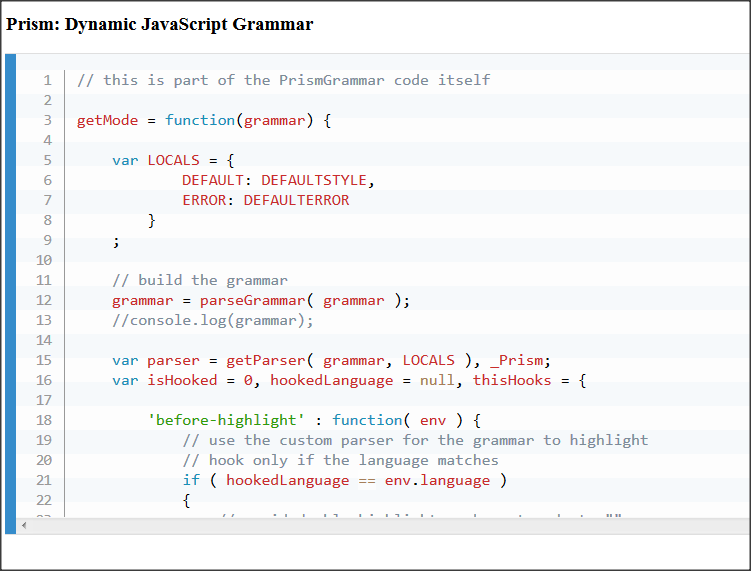 Prism: Dynamic JavaScript Grammar
1 // this is part of the PrismGrammar code itself
2
3 getMode = function(grammar) {
4
5 var LOCALS = {
6 DEFAULT: DEFAULTSTYLE,
7 ERROR: DEFAULTERROR
8 }
9 ;
10
11 // build the grammar
12 grammar = parseGrammar( grammar );
13 //console.log(grammar);
14
15 var parser = getParser( grammar, LOCALS ), _Prism;
16 var isHooked = 0, hookedLanguage = null, thisHooks = {
17
18 'before-highlight' : function( env ) {
19 // use the custom parser for the grammar to highlight
20 // hook only if the language matches
21 if ( hookedLanguage == env.language )
22 {